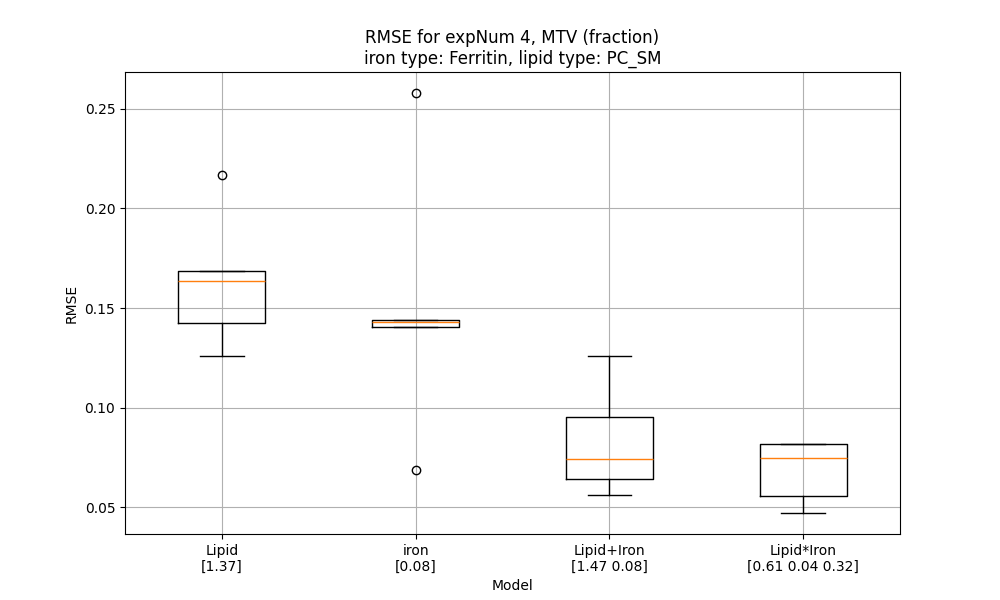 RMSE for expNum 4, MTV (fraction)
iron type: Ferritin, lipid type: PC_SM
0.25
0.20
0.15
0.10
0.05
RMSE
Lipid
[1.37]
iron
[0.08]
Lipid+Iron
[1.47 0.08]
Lipid*Iron
[0.61 0.04 0.32]
Model